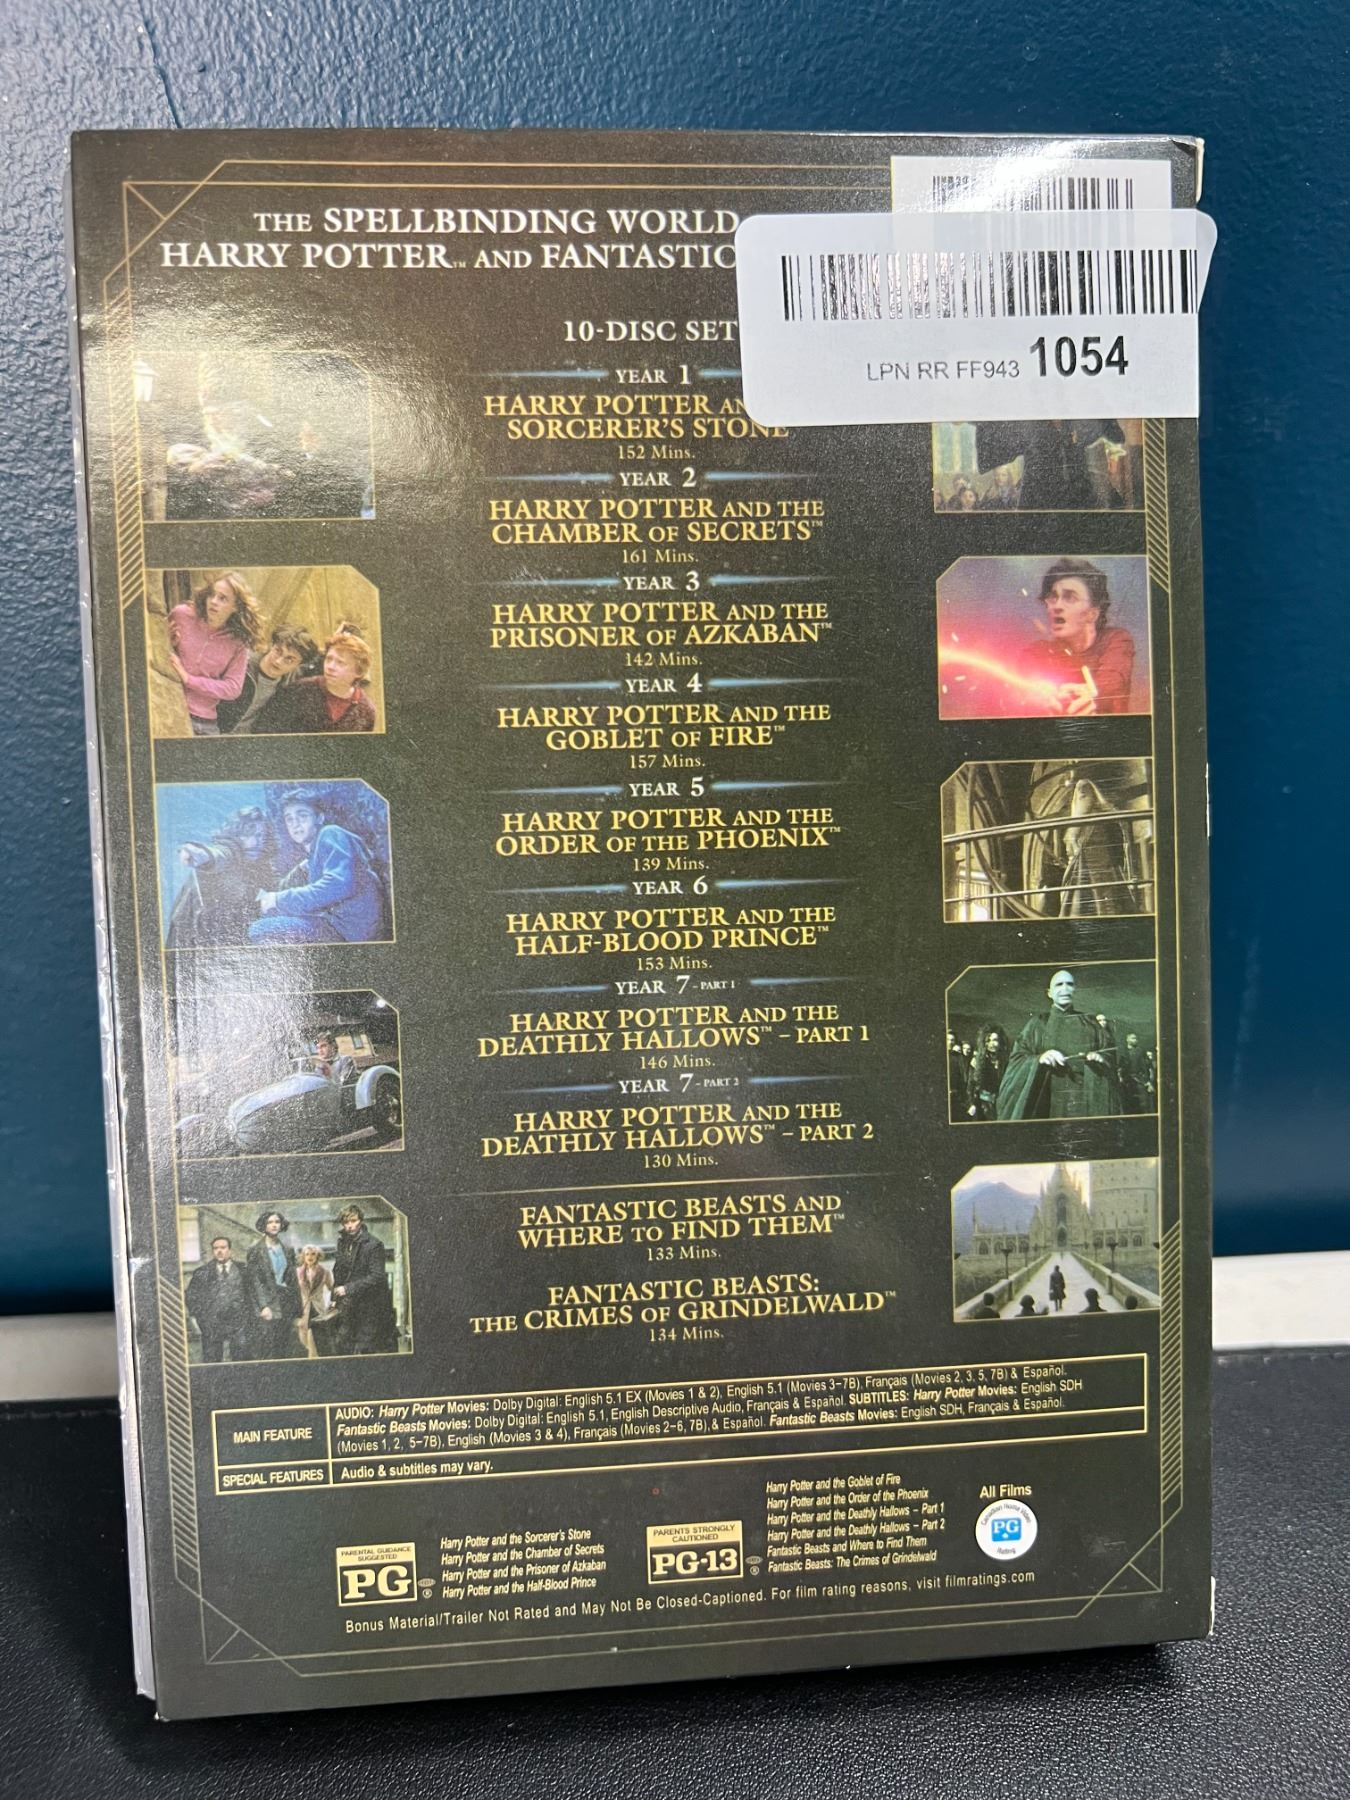 THE SPELLBINDING WORLD
HARRY POTTER™ AND FANTASTIC
10-DISC SET
LPN RR FF943 1054
YEAR 1
HARRY POTTER AN
SORCERER'S STONE
152 Mins.
YEAR 2
HARRY POTTER AND THE
CHAMBER OF SECRETS™
161 Mins.
YEAR 3
HARRY POTTER AND THE
PRISONER OF AZKABAN™
142 Mins.
YEAR 4
HARRY POTTER AND THE
GOBLET OF FIRE™
157 Mins.
YEAR 5
HARRY POTTER AND THE
ORDER OF THE PHOENIX™
139 Mins.
YEAR 6
HARRY POTTER AND THE
HALF-BLOOD PRINCE™
153 Mins.
YEAR 7 - PART 1
HARRY POTTER AND THE
DEATHLY HALLOWS™ – PART 1
146 Mins.
YEAR 7 - PART 2
HARRY POTTER AND THE
DEATHLY HALLOWS™ – PART 2
130 Mins.
FANTASTIC BEASTS AND
WHERE TO FIND THEM™
133 Mins.
FANTASTIC BEASTS:
THE CRIMES OF GRINDELWALD™
134 Mins.
MAIN FEATURE
AUDIO: Harry Potter Movies: Dolby Digital: English 5.1 EX (Movies 1 & 2), English 5.1 (Movies 3-7B), Français (Movies 2, 3, 5, 7B) & Español.
Fantastic Beasts Movies: Dolby Digital: English 5.1, English Descriptive Audio, Français & Español. SUBTITLES: Harry Potter Movies: English SDH
(Movies 1, 2, 5-7B), English (Movies 3 & 4), Français (Movies 2-6, 7B), & Español. Fantastic Beasts Movies: English SDH, Français & Español.
SPECIAL FEATURES
Audio & subtitles may vary.
PARENTAL GUIDANCE
SUGGESTED
PG
®
Harry Potter and the Sorcerer's Stone
Harry Potter and the Chamber of Secrets
Harry Potter and the Prisoner of Azkaban
Harry Potter and the Half-Blood Prince
PARENTS STRONGLY
CAUTIONED
PG-13
®
Harry Potter and the Goblet of Fire
Harry Potter and the Order of the Phoenix
Harry Potter and the Deathly Hallows – Part 1
Harry Potter and the Deathly Hallows – Part 2
Fantastic Beasts and Where to Find Them
Fantastic Beasts: The Crimes of Grindelwald
All Films
Canadian Home Video
PG
Rating
Bonus Material/Trailer Not Rated and May Not Be Closed-Captioned. For film rating reasons, visit filmratings.com